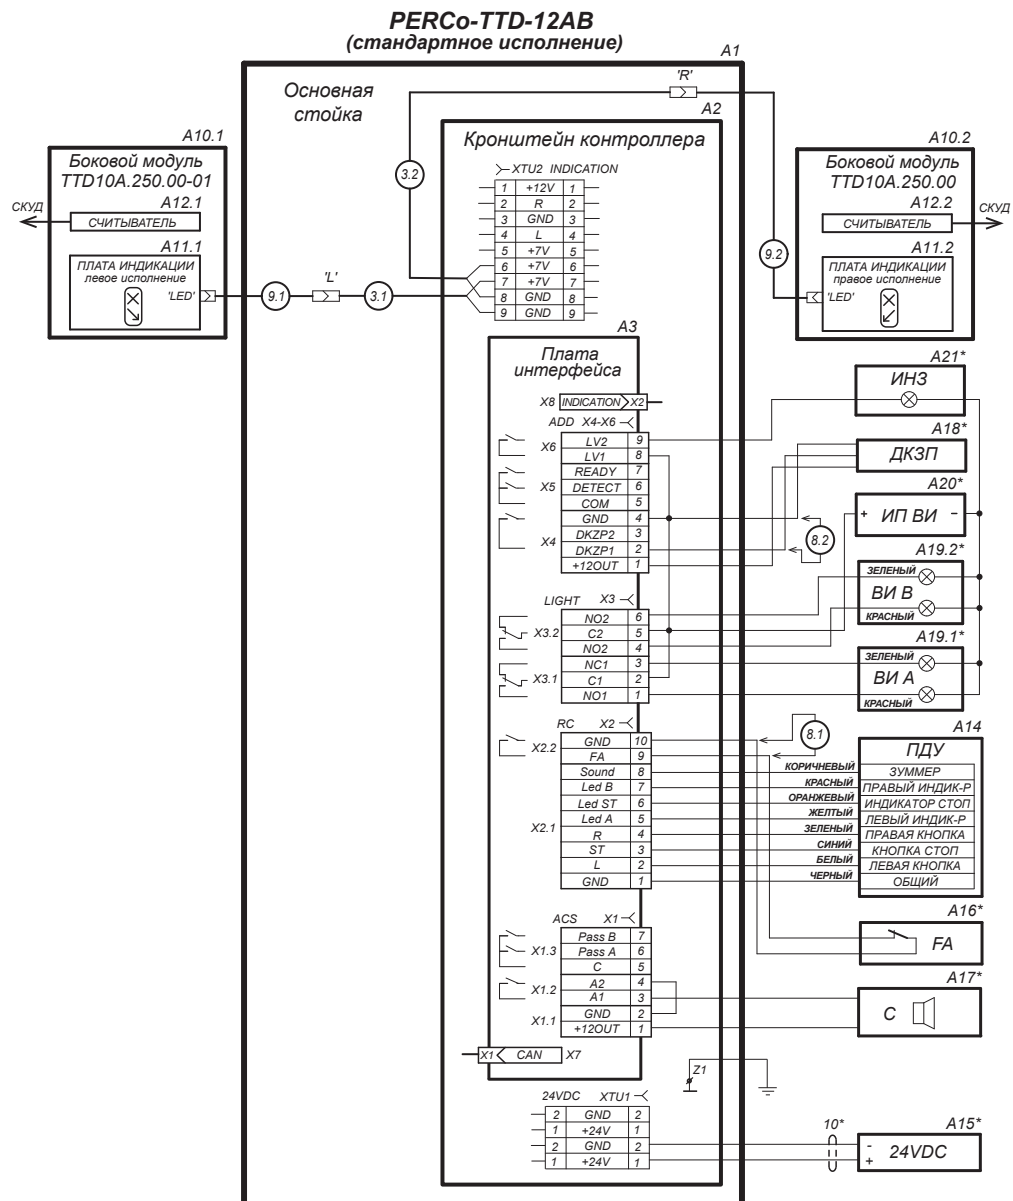 PERCo-TTD-12AB
(стандартное исполнение)
A1
Основная
стойка
'R'
A2
Кронштейн контроллера
XTU2 INDICATION
1 +12V 1
2 R 2
3 GND 3
4 L 4
5 +7V 5
6 +7V 6
7 +7V 7
8 GND 8
9 GND 9
3.2
A10.1
Боковой модуль
TTD10A.250.00-01
СКУД
A12.1
СЧИТЫВАТЕЛЬ
A11.1
ПЛАТА ИНДИКАЦИИ
левое исполнение
'LED'
9.1
'L'
3.1
A10.2
Боковой модуль
TTD10A.250.00
A12.2
СКУД
СЧИТЫВАТЕЛЬ
A11.2
ПЛАТА ИНДИКАЦИИ
правое исполнение
'LED'
9.2
A3
Плата
интерфейса
X8 INDICATION X2
ADD X4-X6
X6
LV2 9
LV1 8
X5
READY 7
DETECT 6
COM 5
X4
GND 4
DKZP2 3
DKZP1 2
+12OUT 1
8.2
A21*
ИНЗ
A18*
ДКЗП
A20*
+ ИП ВИ -
A19.2*
ЗЕЛЕНЫЙ
ВИ В
КРАСНЫЙ
A19.1*
ЗЕЛЕНЫЙ
ВИ А
КРАСНЫЙ
LIGHT X3
X3.2
NO2 6
C2 5
NO2 4
X3.1
NC1 3
C1 2
NO1 1
RC X2
X2.2
GND 10
FA 9
X2.1
Sound 8
Led B 7
Led ST 6
Led A 5
R 4
ST 3
L 2
GND 1
8.1
A14
ПДУ
КОРИЧНЕВЫЙ ЗУММЕР
КРАСНЫЙ ПРАВЫЙ ИНДИК-Р
ОРАНЖЕВЫЙ ИНДИКАТОР СТОП
ЖЕЛТЫЙ ЛЕВЫЙ ИНДИК-Р
ЗЕЛЕНЫЙ ПРАВАЯ КНОПКА
СИНИЙ КНОПКА СТОП
БЕЛЫЙ ЛЕВАЯ КНОПКА
ЧЕРНЫЙ ОБЩИЙ
A16*
FA
A17*
C
ACS X1
X1.3
Pass B 7
Pass A 6
C 5
X1.2
A2 4
A1 3
X1.1
GND 2
+12OUT 1
X1 CAN X7
Z1
24VDC XTU1
2 GND 2
1 +24V 1
2 GND 2
1 +24V 1
10*
A15*
- 24VDC
+